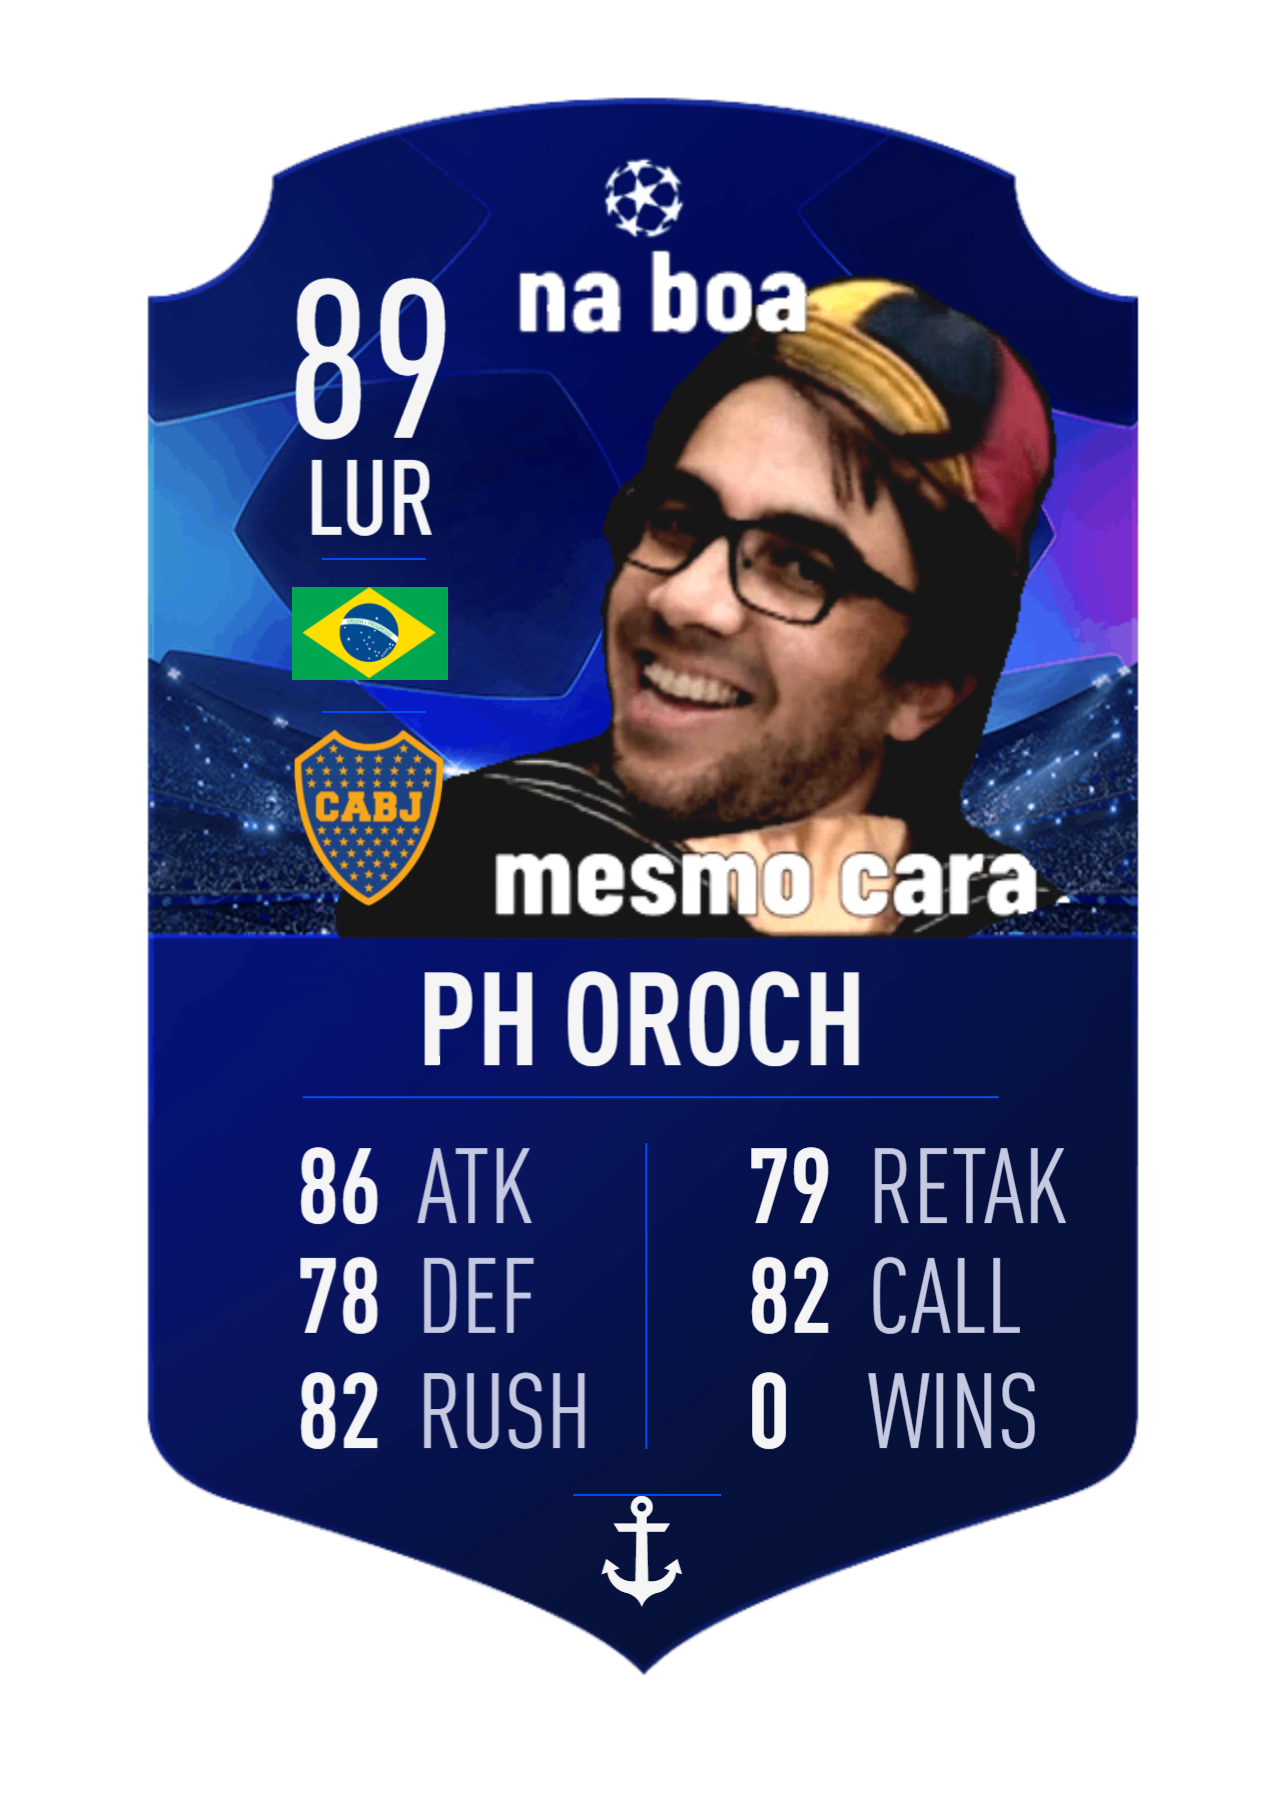 na boa
89
LUR
CABJ
mesmo cara
PH OROCH
86 ATK
79 RETAK
78 DEF
82 CALL
82 RUSH
0 WINS